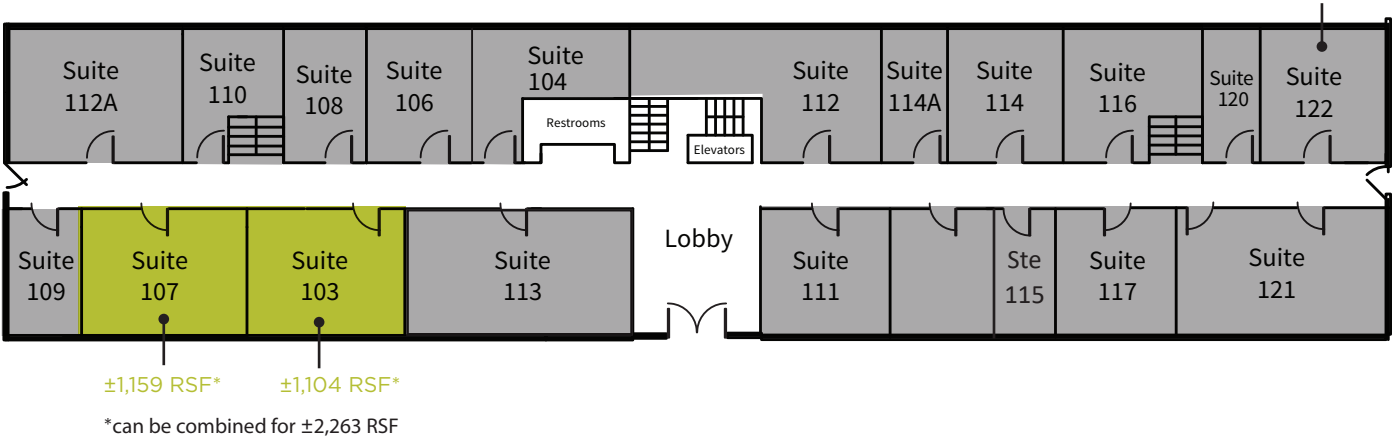 Suite
112A
Suite
110
Suite
108
Suite
106
Suite
104
Restrooms
Elevators
Suite
112
Suite
114A
Suite
114
Suite
116
Suite
120
Suite
122
Suite
109
Suite
107
Suite
103
Suite
113
Lobby
Suite
111
Ste
115
Suite
117
Suite
121
±1,159 RSF*
±1,104 RSF*
*can be combined for ±2,263 RSF